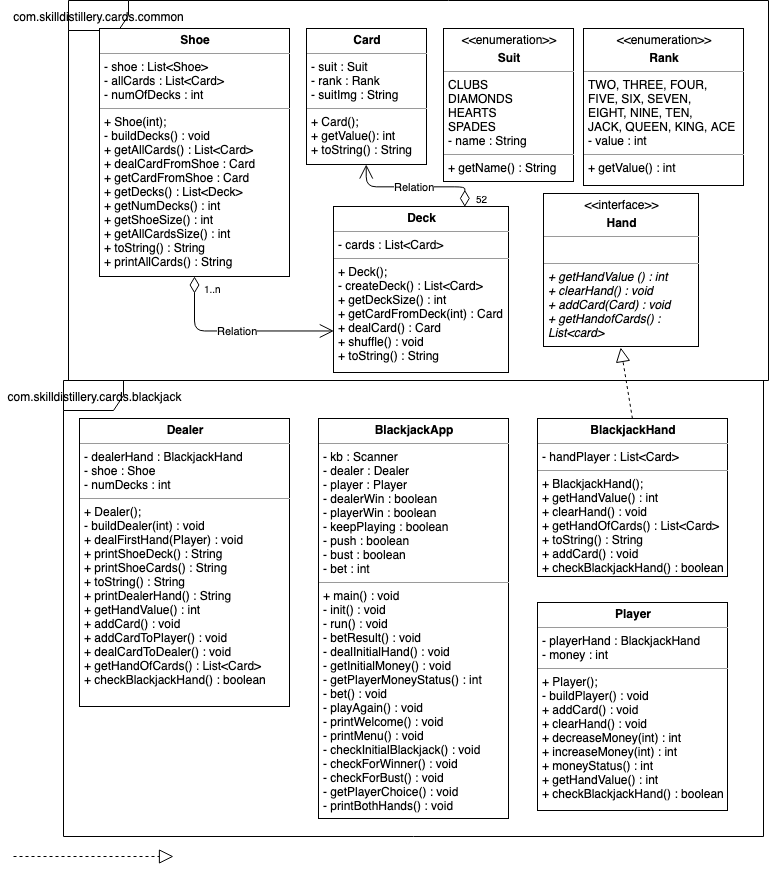 com.skilldistillery.cards.common
Shoe
- shoe : List<Shoe>
- allCards : List<Card>
- numOfDecks : int
+ Shoe(int);
- buildDecks() : void
+ getAllCards() : List<Card>
+ dealCardFromShoe : Card
+ getCardFromShoe : Card
+ getDecks() : List<Deck>
+ getNumDecks() : int
+ getShoeSize() : int
+ getAllCardsSize() : int
+ toString() : String
+ printAllCards() : String
Card
- suit : Suit
- rank : Rank
- suitImg : String
+ Card();
+ getValue(): int
+ toString() : String
<<enumeration>>
Suit
CLUBS
DIAMONDS
HEARTS
SPADES
- name : String
+ getName() : String
<<enumeration>>
Rank
TWO, THREE, FOUR,
FIVE, SIX, SEVEN,
EIGHT, NINE, TEN,
JACK, QUEEN, KING, ACE
- value : int
+ getValue() : int
Relation
52
Deck
- cards : List<Card>
+ Deck();
- createDeck() : List<Card>
+ getDeckSize() : int
+ getCardFromDeck(int) : Card
+ dealCard() : Card
+ shuffle() : void
+ toString() : String
<<interface>>
Hand
+ getHandValue () : int
+ clearHand() : void
+ addCard(Card) : void
+ getHandofCards() :
List<card>
1..n
Relation
com.skilldistillery.cards.blackjack
Dealer
- dealerHand : BlackjackHand
- shoe : Shoe
- numDecks : int
+ Dealer();
- buildDealer(int) : void
+ dealFirstHand(Player) : void
+ printShoeDeck() : String
+ printShoeCards() : String
+ toString() : String
+ printDealerHand() : String
+ getHandValue() : int
+ addCard() : void
+ addCardToPlayer() : void
+ dealCardToDealer() : void
+ getHandOfCards() : List<Card>
+ checkBlackjackHand() : boolean
BlackjackApp
- kb : Scanner
- dealer : Dealer
- player : Player
- dealerWin : boolean
- playerWin : boolean
- keepPlaying : boolean
- push : boolean
- bust : boolean
- bet : int
+ main() : void
- init() : void
- run() : void
- betResult() : void
- dealInitialHand() : void
- getInitialMoney() : void
- getPlayerMoneyStatus() : int
- bet() : void
- playAgain() : void
- printWelcome() : void
- printMenu() : void
- checkInitialBlackjack() : void
- checkForWinner() : void
- checkForBust() : void
- getPlayerChoice() : void
- printBothHands() : void
BlackjackHand
- handPlayer : List<Card>
+ BlackjackHand();
+ getHandValue() : int
+ clearHand() : void
+ getHandOfCards() : List<Card>
+ toString() : String
+ addCard() : void
+ checkBlackjackHand() : boolean
Player
- playerHand : BlackjackHand
- money : int
+ Player();
- buildPlayer() : void
+ addCard() : void
+ clearHand() : void
+ decreaseMoney(int) : int
+ increaseMoney(int) : int
+ moneyStatus() : int
+ getHandValue() : int
+ checkBlackjackHand() : boolean